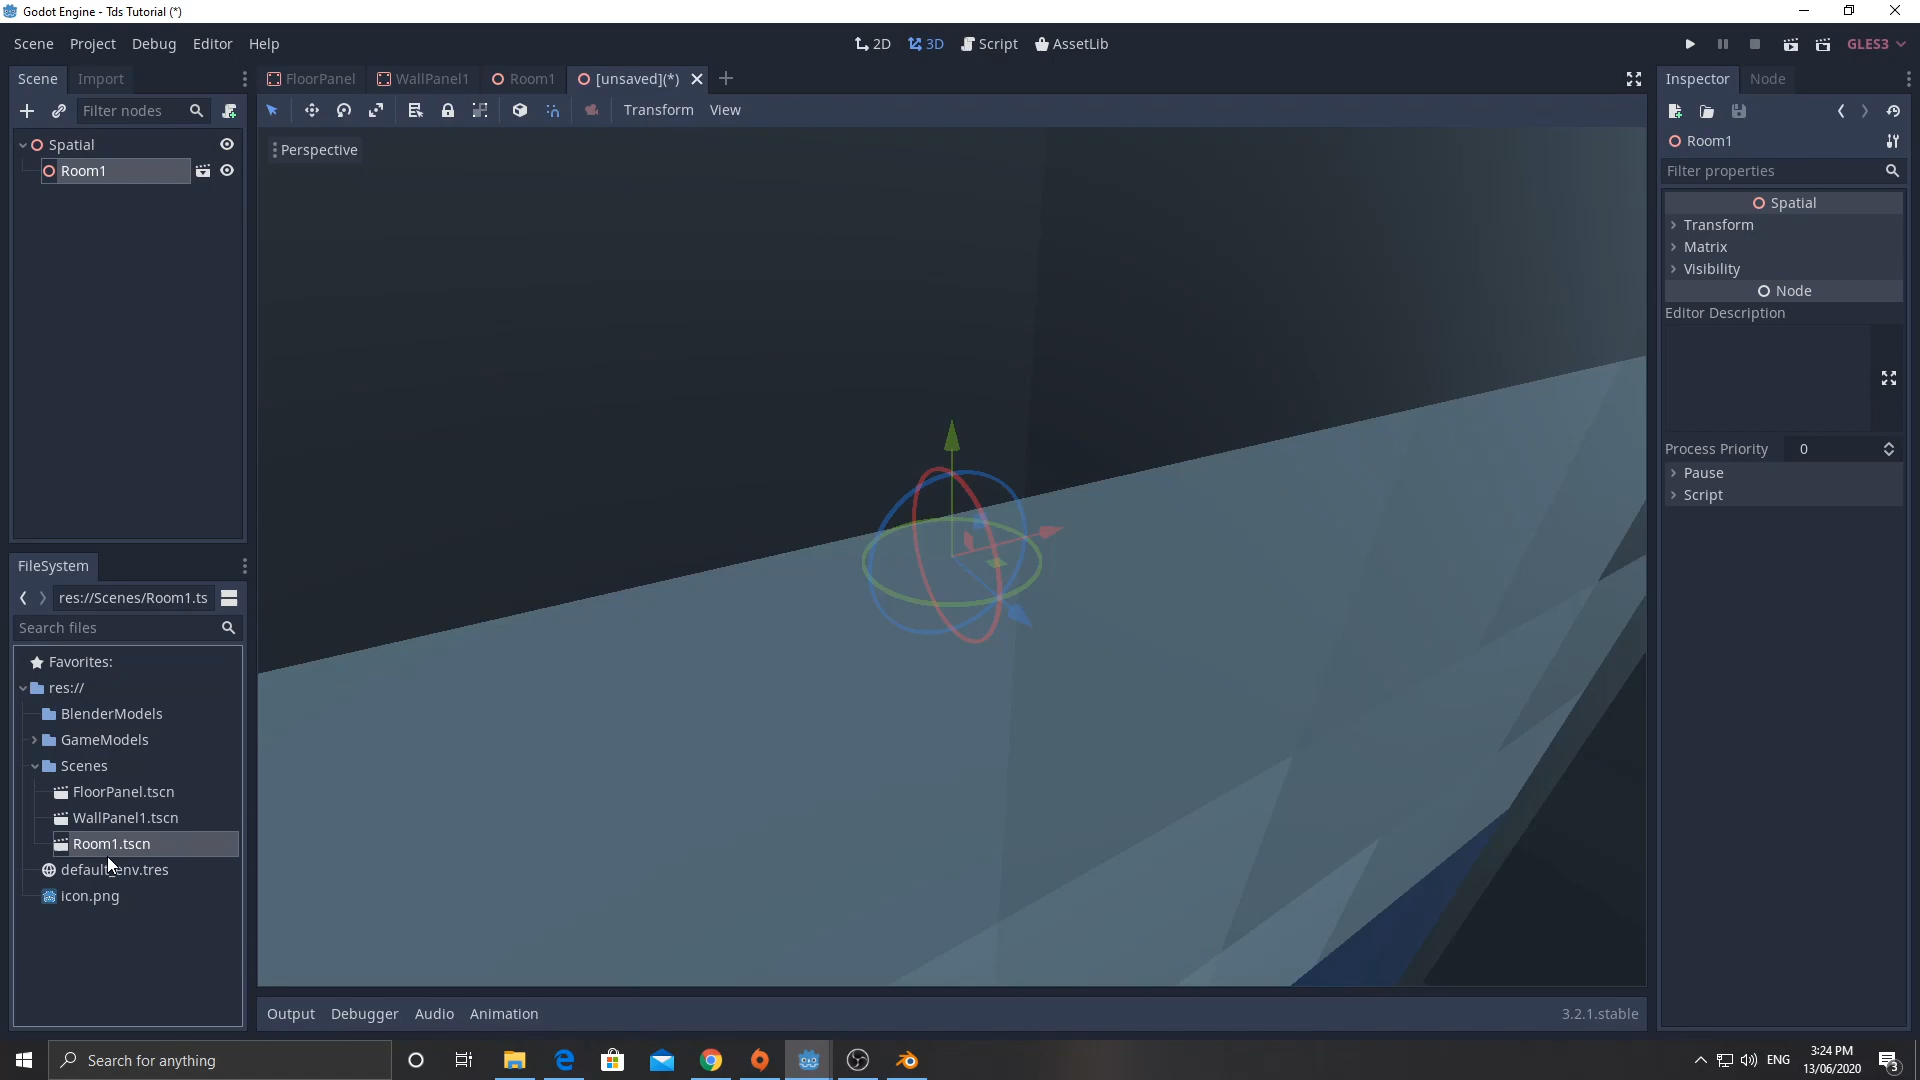 Godot Engine - Tds Tutorial (*)
Scene Project Debug Editor Help
2D 3D Script AssetLib
GLES3
Scene Import
FloorPanel WallPanel1 Room1 [unsaved](*)
Inspector Node
Filter nodes
Transform View
Spatial
Room1
Perspective
Room1
Filter properties
Spatial
Transform
Matrix
Visibility
Node
Editor Description
Process Priority 0
Pause
Script
FileSystem
res://Scenes/Room1.ts
Search files
Favorites:
res://
BlenderModels
GameModels
Scenes
FloorPanel.tscn
WallPanel1.tscn
Room1.tscn
default_env.tres
icon.png
Output Debugger Audio Animation
3.2.1.stable
Search for anything
ENG
3:24 PM
13/06/2020
3